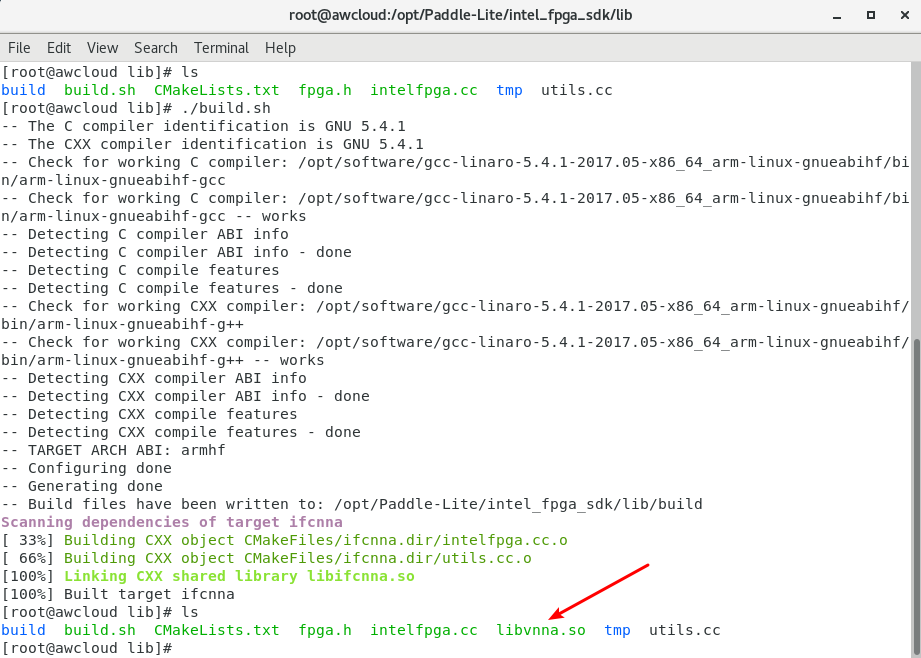 root@awcloud:/opt/Paddle-Lite/intel_fpga_sdk/lib
File Edit View Search Terminal Help
[root@awcloud lib]# ls
build build.sh CMakeLists.txt fpga.h intelfpga.cc tmp utils.cc
[root@awcloud lib]# ./build.sh
-- The C compiler identification is GNU 5.4.1
-- The CXX compiler identification is GNU 5.4.1
-- Check for working C compiler: /opt/software/gcc-linaro-5.4.1-2017.05-x86_64_arm-linux-gnueabihf/bi
n/arm-linux-gnueabihf-gcc
-- Check for working C compiler: /opt/software/gcc-linaro-5.4.1-2017.05-x86_64_arm-linux-gnueabihf/bi
n/arm-linux-gnueabihf-gcc -- works
-- Detecting C compiler ABI info
-- Detecting C compiler ABI info - done
-- Detecting C compile features
-- Detecting C compile features - done
-- Check for working CXX compiler: /opt/software/gcc-linaro-5.4.1-2017.05-x86_64_arm-linux-gnueabihf/
bin/arm-linux-gnueabihf-g++
-- Check for working CXX compiler: /opt/software/gcc-linaro-5.4.1-2017.05-x86_64_arm-linux-gnueabihf/
bin/arm-linux-gnueabihf-g++ -- works
-- Detecting CXX compiler ABI info
-- Detecting CXX compiler ABI info - done
-- Detecting CXX compile features
-- Detecting CXX compile features - done
-- TARGET ARCH ABI: armhf
-- Configuring done
-- Generating done
-- Build files have been written to: /opt/Paddle-Lite/intel_fpga_sdk/lib/build
Scanning dependencies of target ifcnna
[ 33%] Building CXX object CMakeFiles/ifcnna.dir/intelfpga.cc.o
[ 66%] Building CXX object CMakeFiles/ifcnna.dir/utils.cc.o
[100%] Linking CXX shared library libifcnna.so
[100%] Built target ifcnna
[root@awcloud lib]# ls
build build.sh CMakeLists.txt fpga.h intelfpga.cc libvnna.so tmp utils.cc
[root@awcloud lib]#